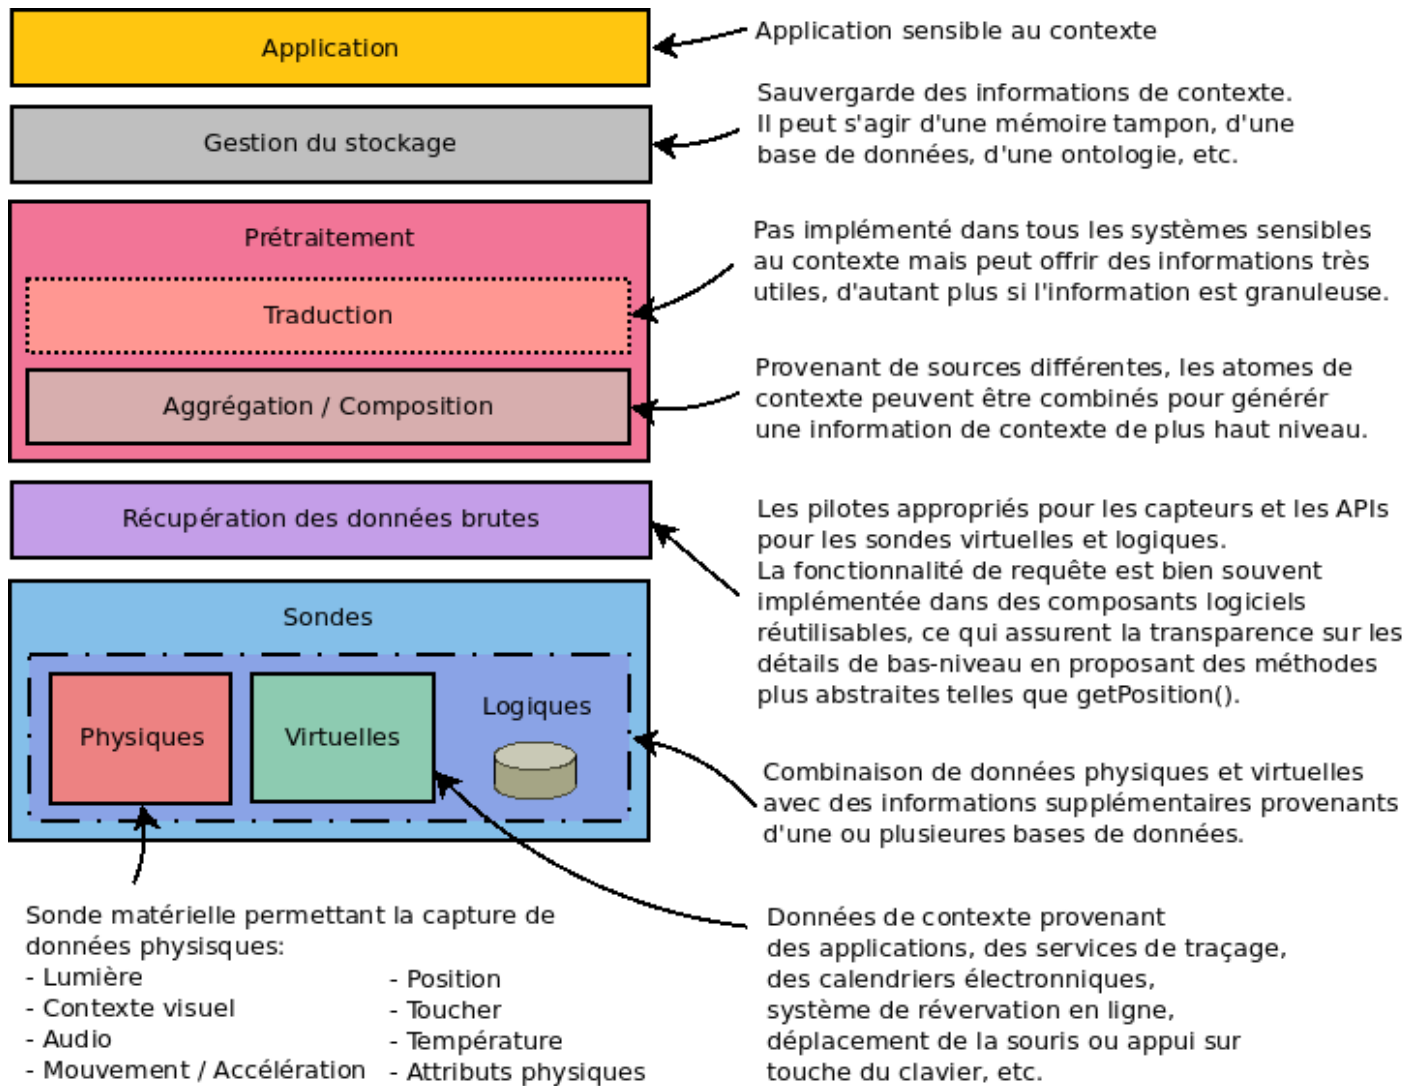 Application
Application sensible au contexte
Gestion du stockage
Sauvergarde des informations de contexte.
Il peut s'agir d'une mémoire tampon, d'une
base de données, d'une ontologie, etc.
Prétraitement
Traduction
Pas implémenté dans tous les systèmes sensibles
au contexte mais peut offrir des informations très
utiles, d'autant plus si l'information est granuleuse.
Aggrégation / Composition
Provenant de sources différentes, les atomes de
contexte peuvent être combinés pour générér
une information de contexte de plus haut niveau.
Récupération des données brutes
Les pilotes appropriés pour les capteurs et les APIs
pour les sondes virtuelles et logiques.
La fonctionnalité de requête est bien souvent
implémentée dans des composants logiciels
réutilisables, ce qui assurent la transparence sur les
détails de bas-niveau en proposant des méthodes
plus abstraites telles que getPosition().
Sondes
Physiques
Virtuelles
Logiques
Combinaison de données physiques et virtuelles
avec des informations supplémentaires provenants
d'une ou plusieures bases de données.
Sonde matérielle permettant la capture de
données physisques:
- Lumière
- Contexte visuel
- Audio
- Mouvement / Accélération
- Position
- Toucher
- Température
- Attributs physiques
Données de contexte provenant
des applications, des services de traçage,
des calendriers électronniques,
système de révervation en ligne,
déplacement de la souris ou appui sur
touche du clavier, etc.